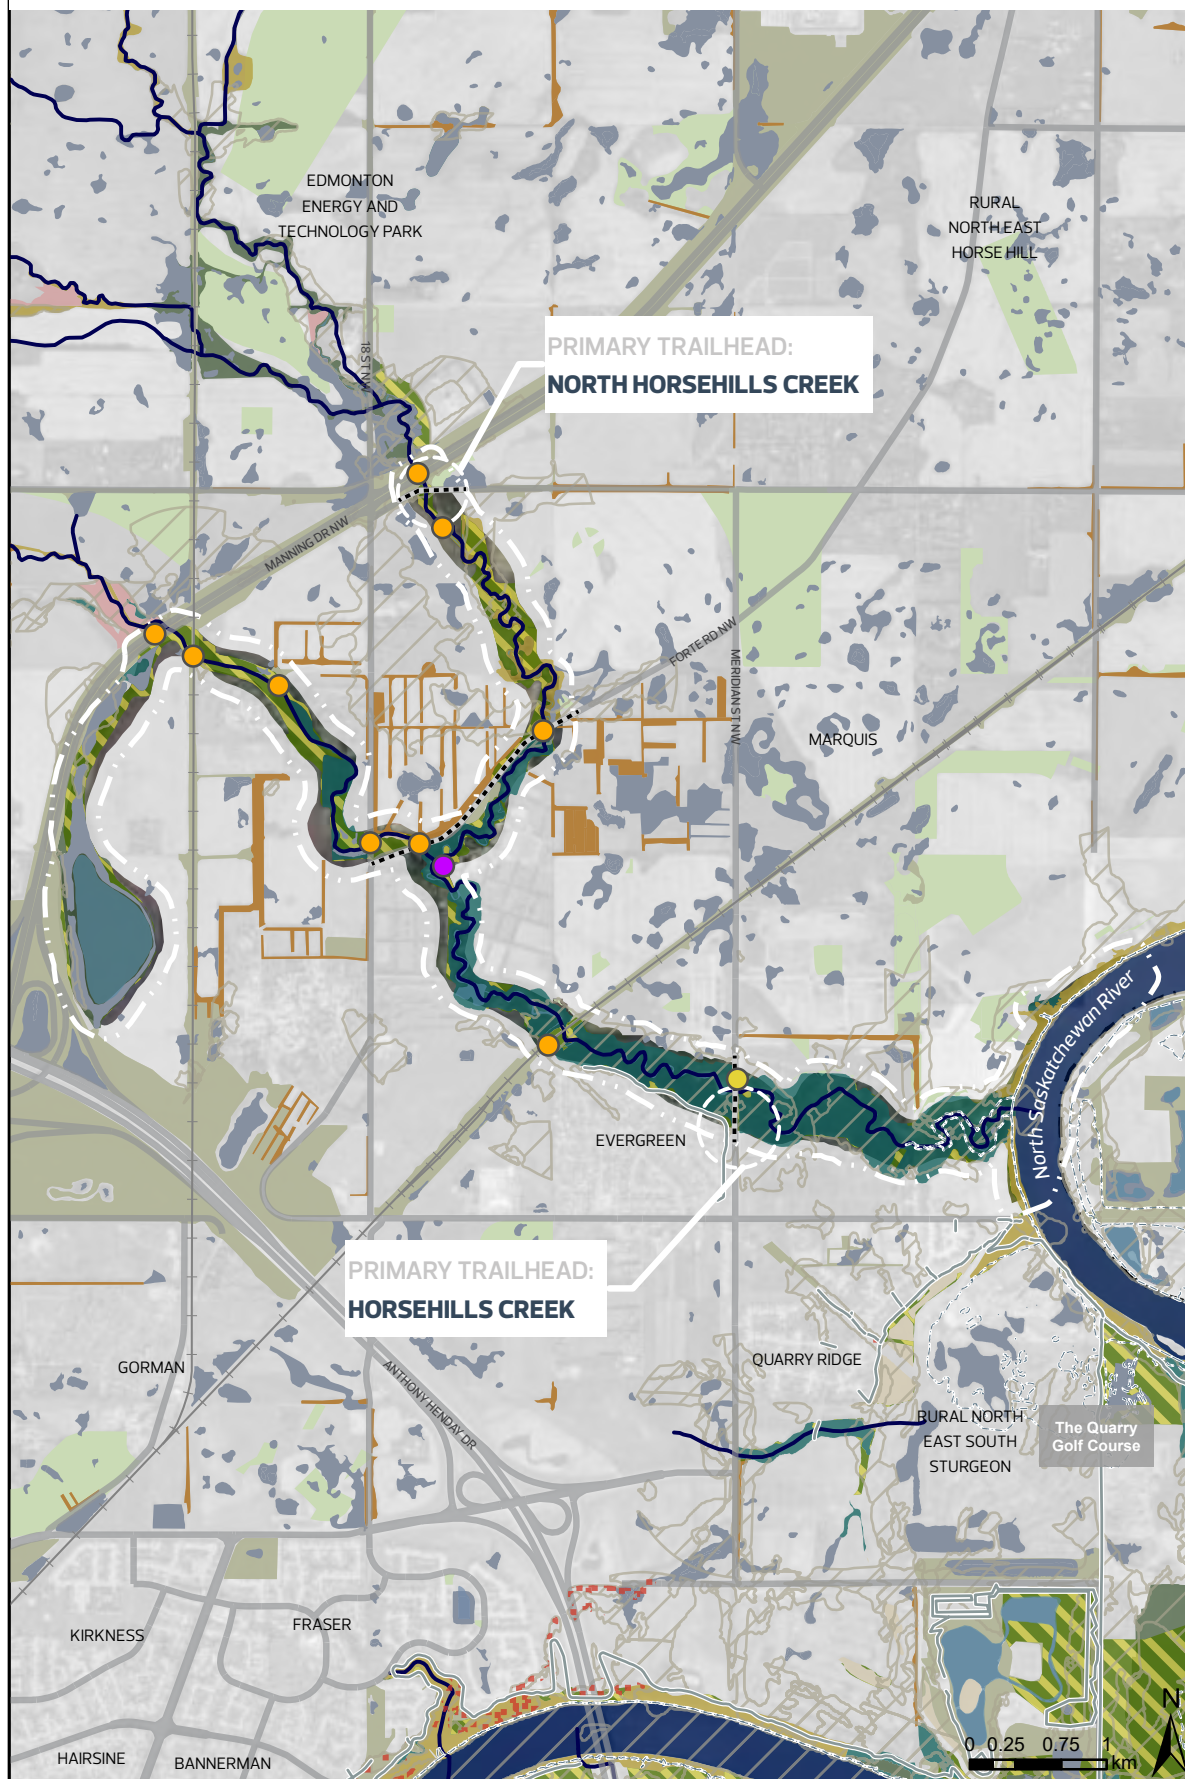 EDMONTON
ENERGY AND
TECHNOLOGY PARK
RURAL
NORTH EAST
HORSE HILL
PRIMARY TRAILHEAD:
NORTH HORSEHILLS CREEK
18 ST NW
MANNING DR NW
FORT RD NW
MERIDIAN ST NW
MARQUIS
North Saskatchewan River
EVERGREEN
PRIMARY TRAILHEAD:
HORSEHILLS CREEK
GORMAN
ANTHONY HENDAY DR
QUARRY RIDGE
RURAL NORTH
EAST SOUTH
STURGEON
The Quarry
Golf Course
KIRKNESS
FRASER
HAIRSINE
BANNERMAN
N
0 0.25 0.75 1
km